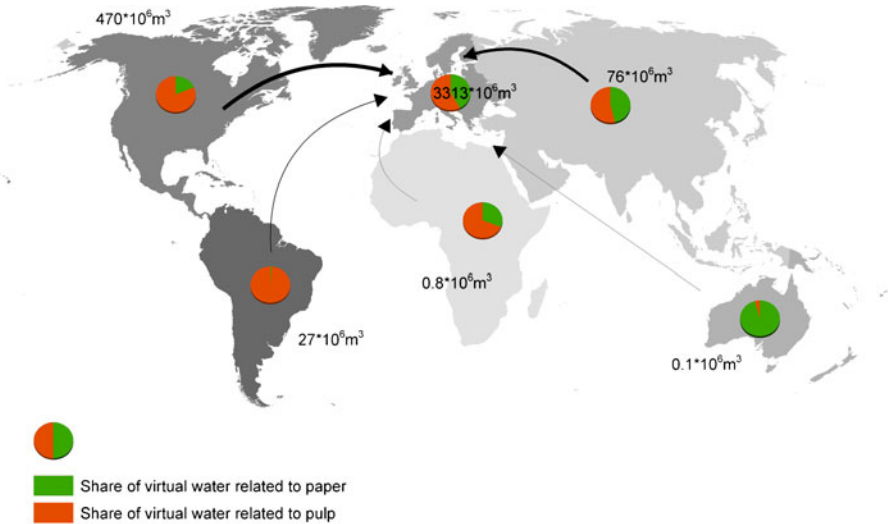 470*10⁶m³
3313*10⁶m³
76*10⁶m³
0.8*10⁶m³
27*10⁶m³
0.1*10⁶m³
Share of virtual water related to paper
Share of virtual water related to pulp